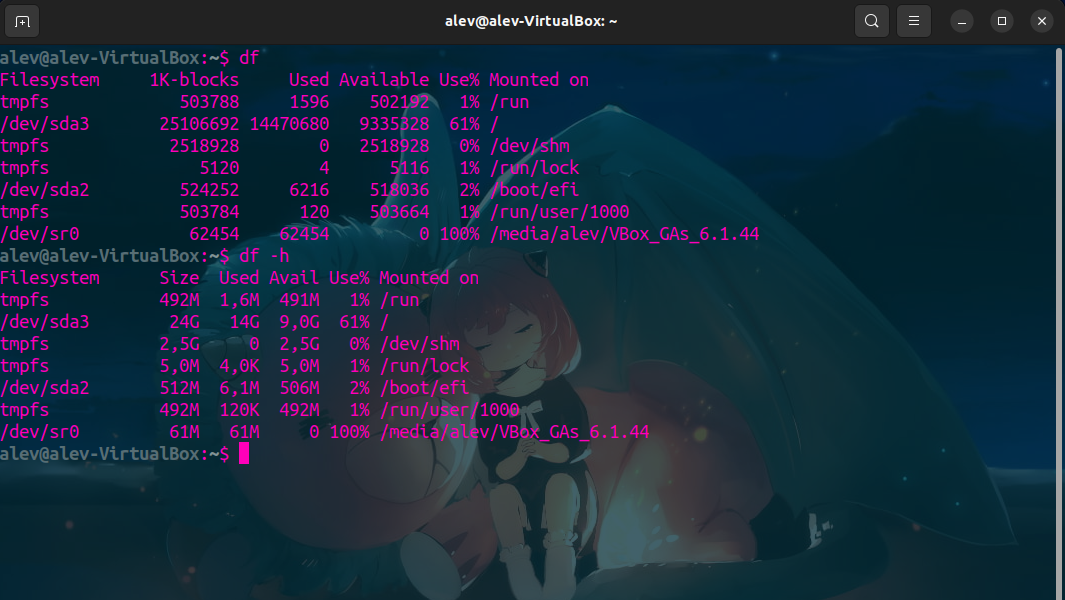 alev@alev-VirtualBox: ~
alev@alev-VirtualBox:~$ df
Filesystem     1K-blocks     Used Available Use% Mounted on
tmpfs             503788     1596    502192   1% /run
/dev/sda3       25106692 14470680   9335328  61% /
tmpfs            2518928        0   2518928   0% /dev/shm
tmpfs               5120        4      5116   1% /run/lock
/dev/sda2         524252     6216    518036   2% /boot/efi
tmpfs             503784      120    503664   1% /run/user/1000
/dev/sr0           62454    62454         0 100% /media/alev/VBox_GAs_6.1.44
alev@alev-VirtualBox:~$ df -h
Filesystem      Size  Used Avail Use% Mounted on
tmpfs           492M  1,6M  491M   1% /run
/dev/sda3        24G   14G  9,0G  61% /
tmpfs           2,5G     0  2,5G   0% /dev/shm
tmpfs           5,0M  4,0K  5,0M   1% /run/lock
/dev/sda2       512M  6,1M  506M   2% /boot/efi
tmpfs           492M  120K  492M   1% /run/user/1000
/dev/sr0         61M   61M     0 100% /media/alev/VBox_GAs_6.1.44
alev@alev-VirtualBox:~$